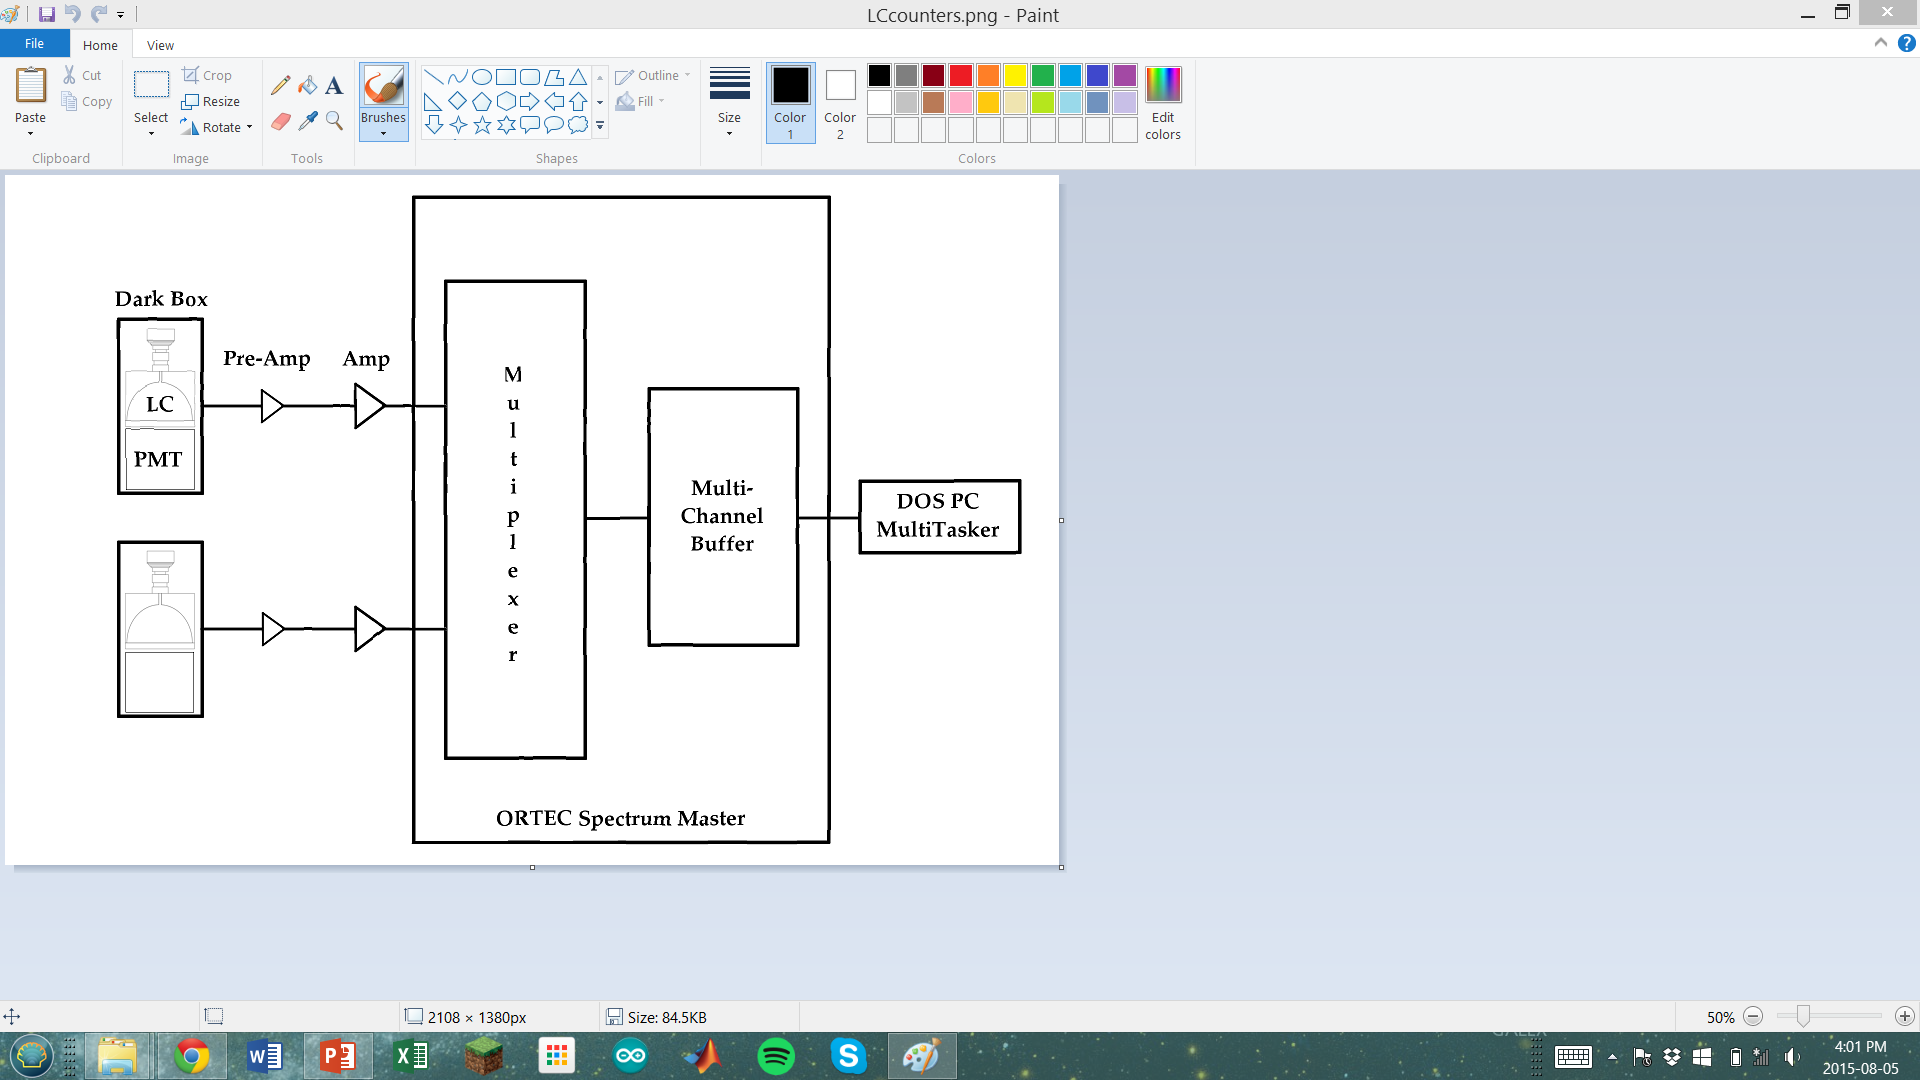 LCcounters.png - Paint
File
Home
View
Paste
Cut
Copy
Clipboard
Select
Crop
Resize
Rotate
Image
Tools
Brushes
Outline
Fill
Shapes
Size
Color
1
Color
2
Edit
colors
Colors
Dark Box
LC
PMT
Pre-Amp
Amp
Multiplexer
Multi-
Channel
Buffer
DOS PC
MultiTasker
ORTEC Spectrum Master
2108 × 1380px
Size: 84.5KB
50%
4:01 PM
2015-08-05